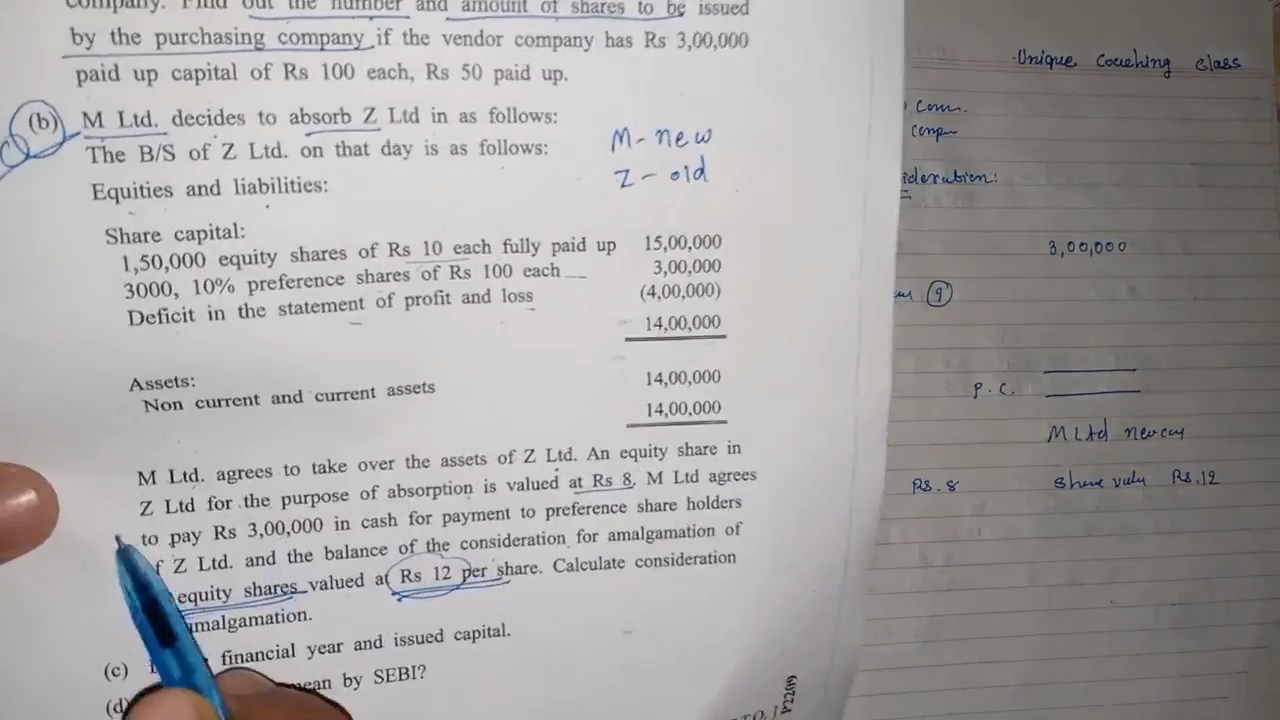 company. Find out the number and amount of shares to be issued
by the purchasing company if the vendor company has Rs 3,00,000
paid up capital of Rs 100 each, Rs 50 paid up.
(b) M Ltd. decides to absorb Z Ltd in as follows:
The B/S of Z Ltd. on that day is as follows:
M - new
Z - old
Equities and liabilities:
Share capital:
1,50,000 equity shares of Rs 10 each fully paid up 15,00,000
3000, 10% preference shares of Rs 100 each 3,00,000
Deficit in the statement of profit and loss (4,00,000)
14,00,000
Assets: 14,00,000
Non current and current assets
14,00,000
M Ltd. agrees to take over the assets of Z Ltd. An equity share in
Z Ltd for the purpose of absorption is valued at Rs 8. M Ltd agrees
to pay Rs 3,00,000 in cash for payment to preference share holders
f Z Ltd. and the balance of the consideration for amalgamation of
equity shares valued at Rs 12 per share. Calculate consideration
amalgamation.
(c) financial year and issued capital.
(d) mean by SEBI?
P2209
Unique Couching Class
Com.
ideration:
3,00,000
9
P.C.
M Ltd new
Rs. 8 Share valu Rs. 12